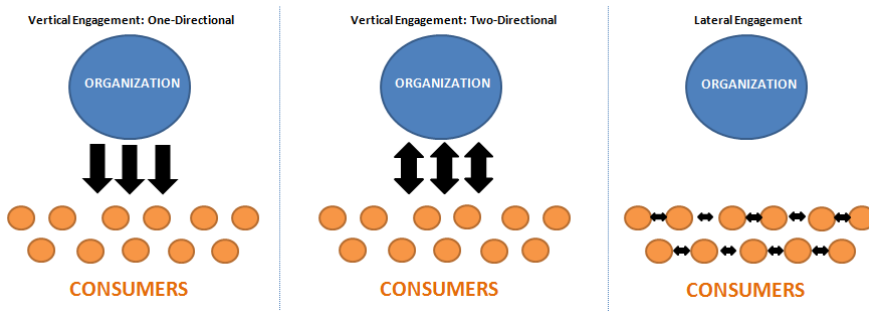 Vertical Engagement: One-Directional
ORGANIZATION
CONSUMERS
Vertical Engagement: Two-Directional
ORGANIZATION
CONSUMERS
Lateral Engagement
ORGANIZATION
CONSUMERS